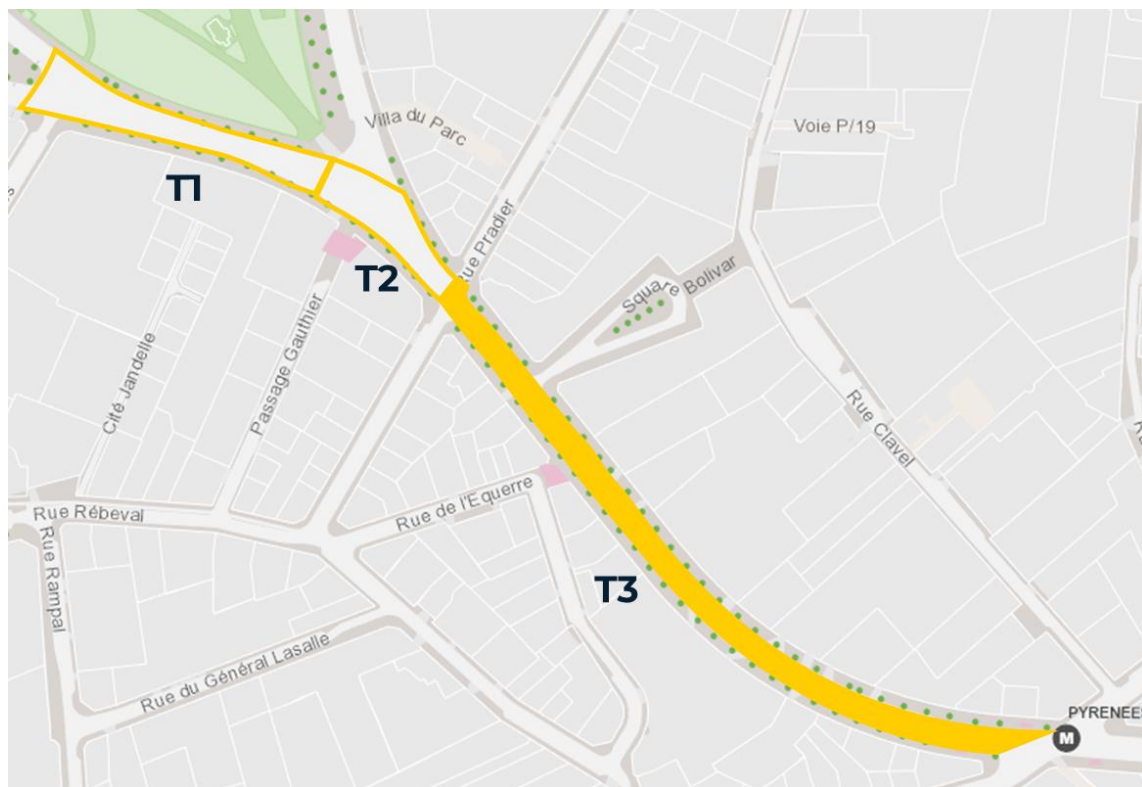 Villa du Parc
Voie P/19
T1
Rue Pradier
T2
Square Bolivar
Passage Gauthier
Cité Jandelle
Rue Clavel
Rue de l'Equerre
Rue Rébeval
Rue Rampal
T3
Rue du Général Lasalle
PYRENEES
M